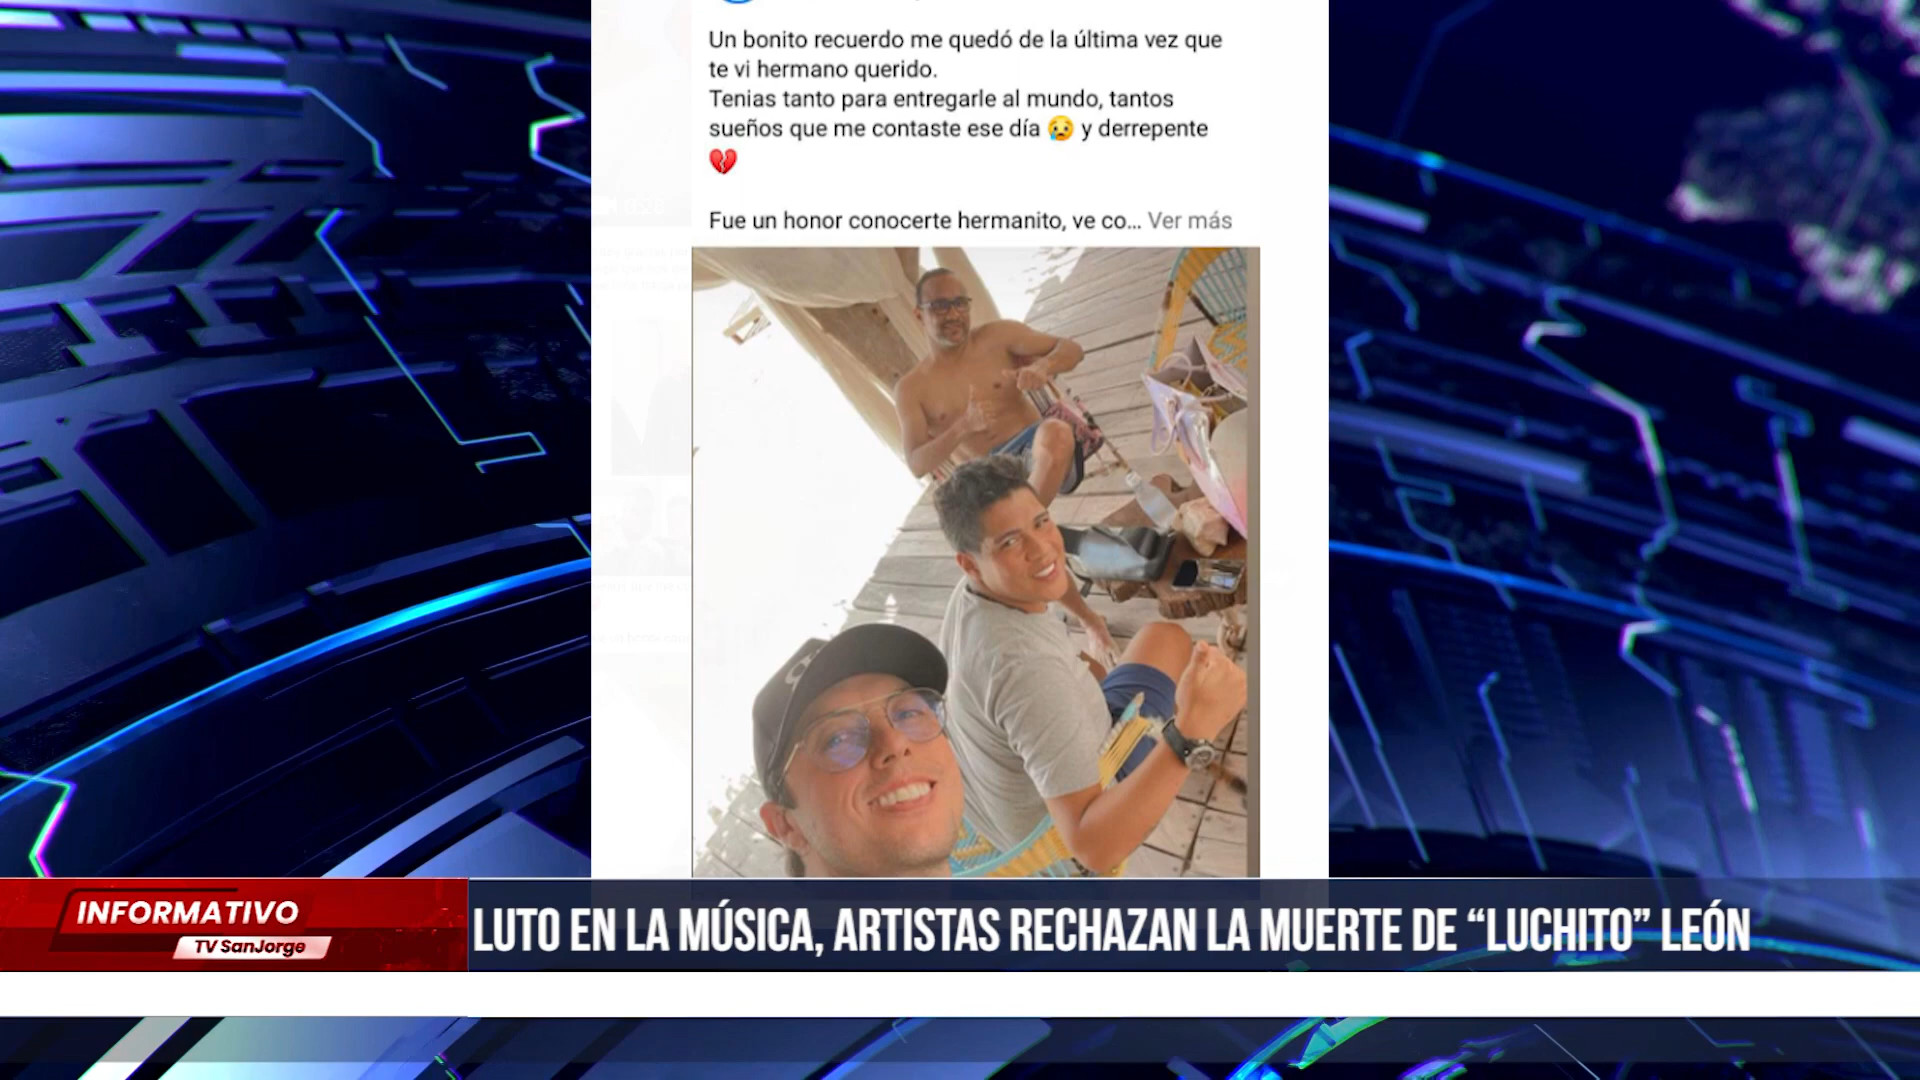 Un bonito recuerdo me quedó de la última vez que
te vi hermano querido.
Tenias tanto para entregarle al mundo, tantos
sueños que me contaste ese día 😢 y derrepente
💔
Fue un honor conocerte hermanito, ve co... Ver más
INFORMATIVO
TV SanJorge
LUTO EN LA MÚSICA, ARTISTAS RECHAZAN LA MUERTE DE “LUCHITO” LEÓN